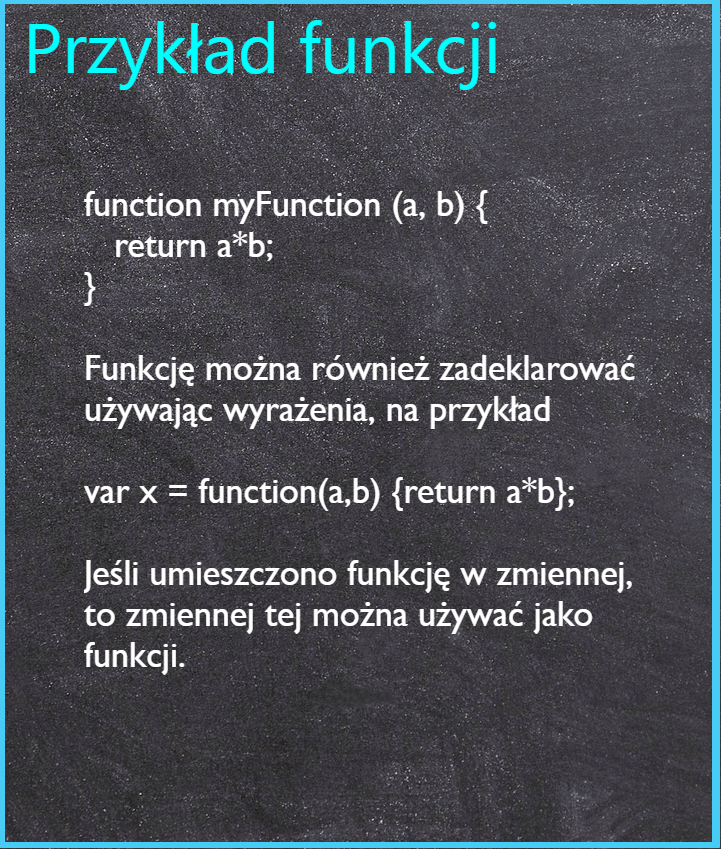 Przykład funkcji
function myFunction (a, b) {
return a*b;
}
Funkcję można również zadeklarować
używając wyrażenia, na przykład
var x = function(a,b) {return a*b};
Jeśli umieszczono funkcję w zmiennej,
to zmiennej tej można używać jako
funkcji.